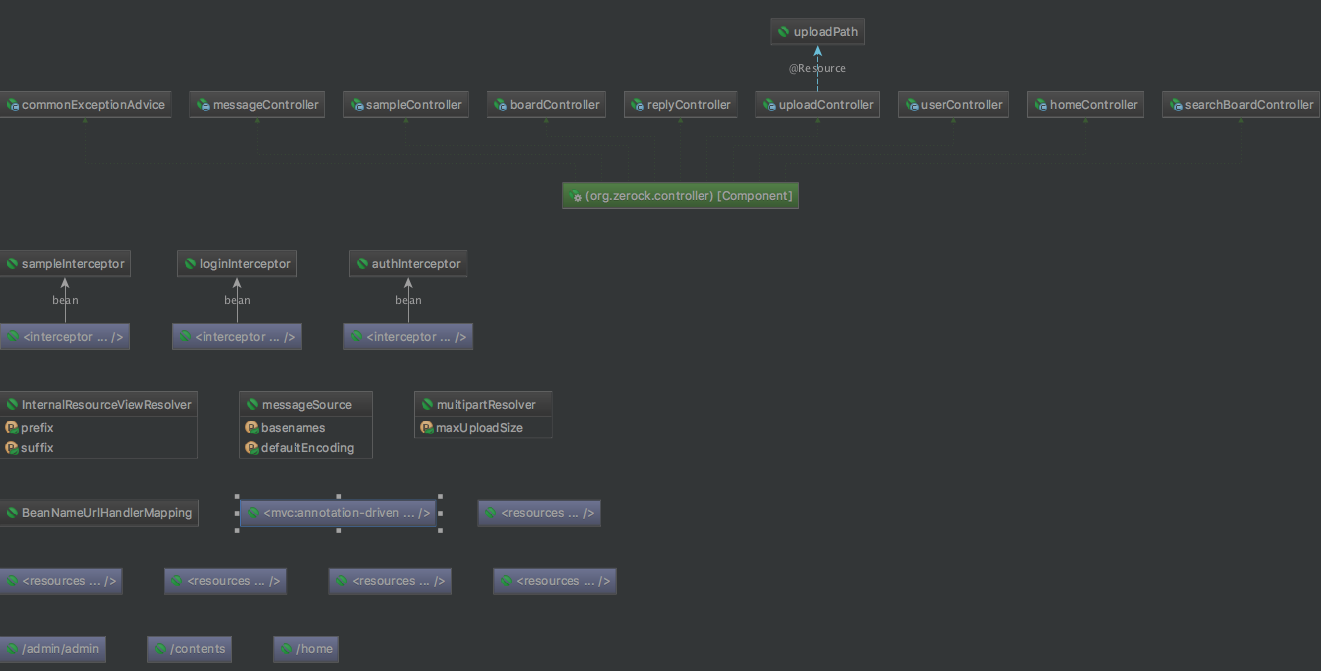 uploadPath
@Resource
commonExceptionAdvice messageController sampleController boardController replyController uploadController userController homeController searchBoardController
(org.zerock.controller) [Component]
sampleInterceptor loginInterceptor authInterceptor
bean bean bean
<interceptor ... /> <interceptor ... /> <interceptor ... />
InternalResourceViewResolver messageSource multipartResolver
prefix basenames maxUploadSize
suffix defaultEncoding
BeanNameUrlHandlerMapping <mvc:annotation-driven ... /> <resources ... />
<resources ... /> <resources ... /> <resources ... /> <resources ... />
/admin/admin /contents /home